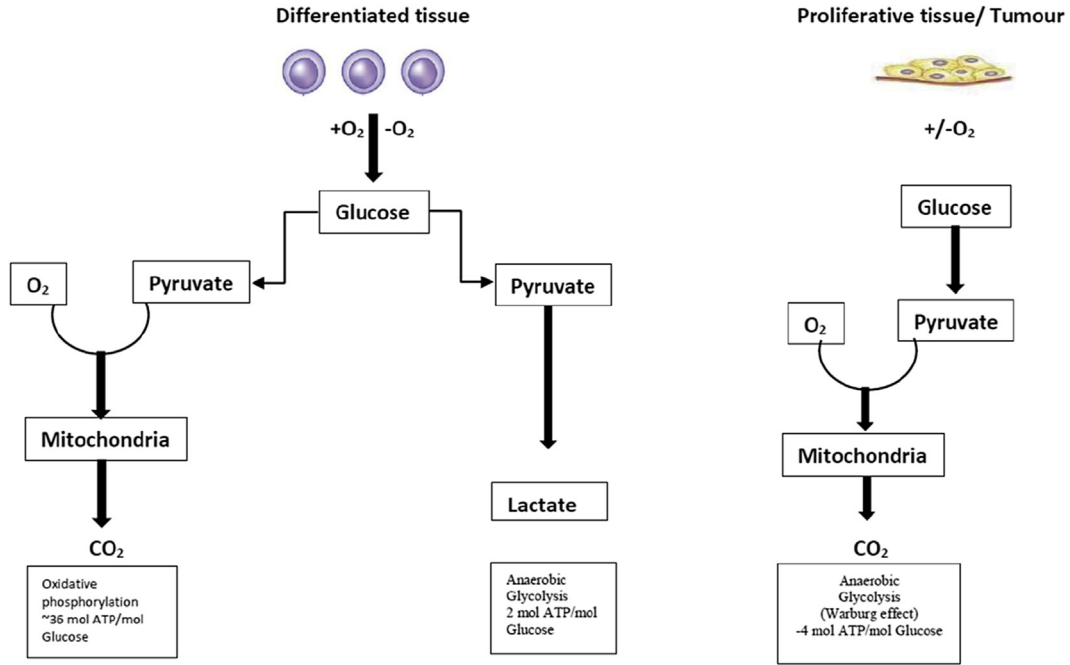 Differentiated tissue
+O₂ -O₂
Glucose
O₂
Pyruvate
Mitochondria
CO₂
Oxidative
phosphorylation
~36 mol ATP/mol
Glucose
Pyruvate
Lactate
Anaerobic
Glycolysis
2 mol ATP/mol
Glucose
Proliferative tissue/ Tumour
+/-O₂
Glucose
O₂
Pyruvate
Mitochondria
CO₂
Anaerobic
Glycolysis
(Warburg effect)
-4 mol ATP/mol Glucose